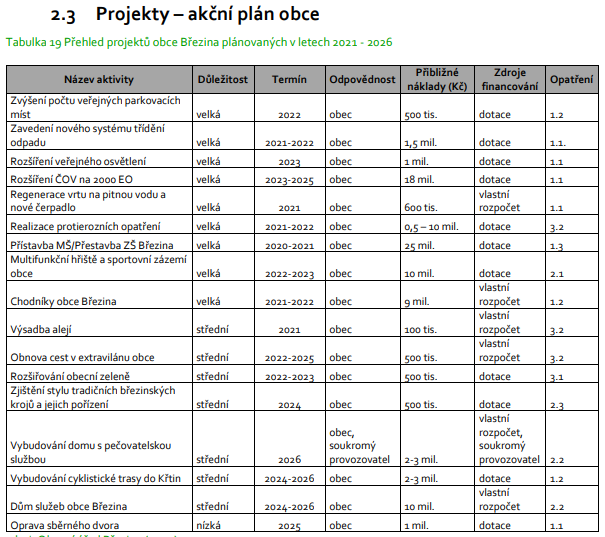 2.3 Projekty – akční plán obce
Tabulka 19 Přehled projektů obce Březina plánovaných v letech 2021 - 2026
Název aktivity Důležitost Termín Odpovědnost Přibližné náklady (Kč) Zdroje financování Opatření
Zvýšení počtu veřejných parkovacích
míst velká 2022 obec 500 tis. dotace 1.2
Zavedení nového systému třídění
odpadu velká 2021-2022 obec 1,5 mil. dotace 1.1.
Rozšíření veřejného osvětlení velká 2023 obec 1 mil. dotace 1.1
Rozšíření ČOV na 2000 EO velká 2023-2025 obec 18 mil. dotace 1.1
Regenerace vrtu na pitnou vodu a vlastní
nové čerpadlo velká 2021 obec 600 tis. rozpočet 1.1
Realizace protierozních opatření velká 2021-2022 obec 0,5 – 10 mil. dotace 3.2
Přístavba MŠ/Přestavba ZŠ Březina velká 2020-2021 obec 25 mil. dotace 1.3
Multifunkční hřiště a sportovní zázemí
obce velká 2022-2023 obec 10 mil. dotace 2.1
vlastní
Chodníky obce Březina velká 2021-2022 obec 9 mil. rozpočet 1.2
vlastní
Výsadba alejí střední 2021 obec 100 tis. rozpočet 3.2
vlastní
Obnova cest v extravilánu obce střední 2022-2025 obec 500 tis. rozpočet 3.2
Rozšiřování obecní zeleně střední 2022-2023 obec 500 tis. dotace 3.1
Zjištění stylu tradičních březinských
krojů a jejich pořízení střední 2024 obec 500 tis. dotace 2.3
vlastní
obec, rozpočet,
Vybudování domu s pečovatelskou soukromý soukromý
službou střední 2026 provozovatel 2-3 mil. provozovatel 2.2
Vybudování cyklistické trasy do Křtin střední 2024-2026 obec 2-3 mil. dotace 1.2
vlastní
Dům služeb obce Březina střední 2024-2026 obec 10 mil. rozpočet 2.2
Oprava sběrného dvora nízká 2025 obec 1 mil. dotace 1.1